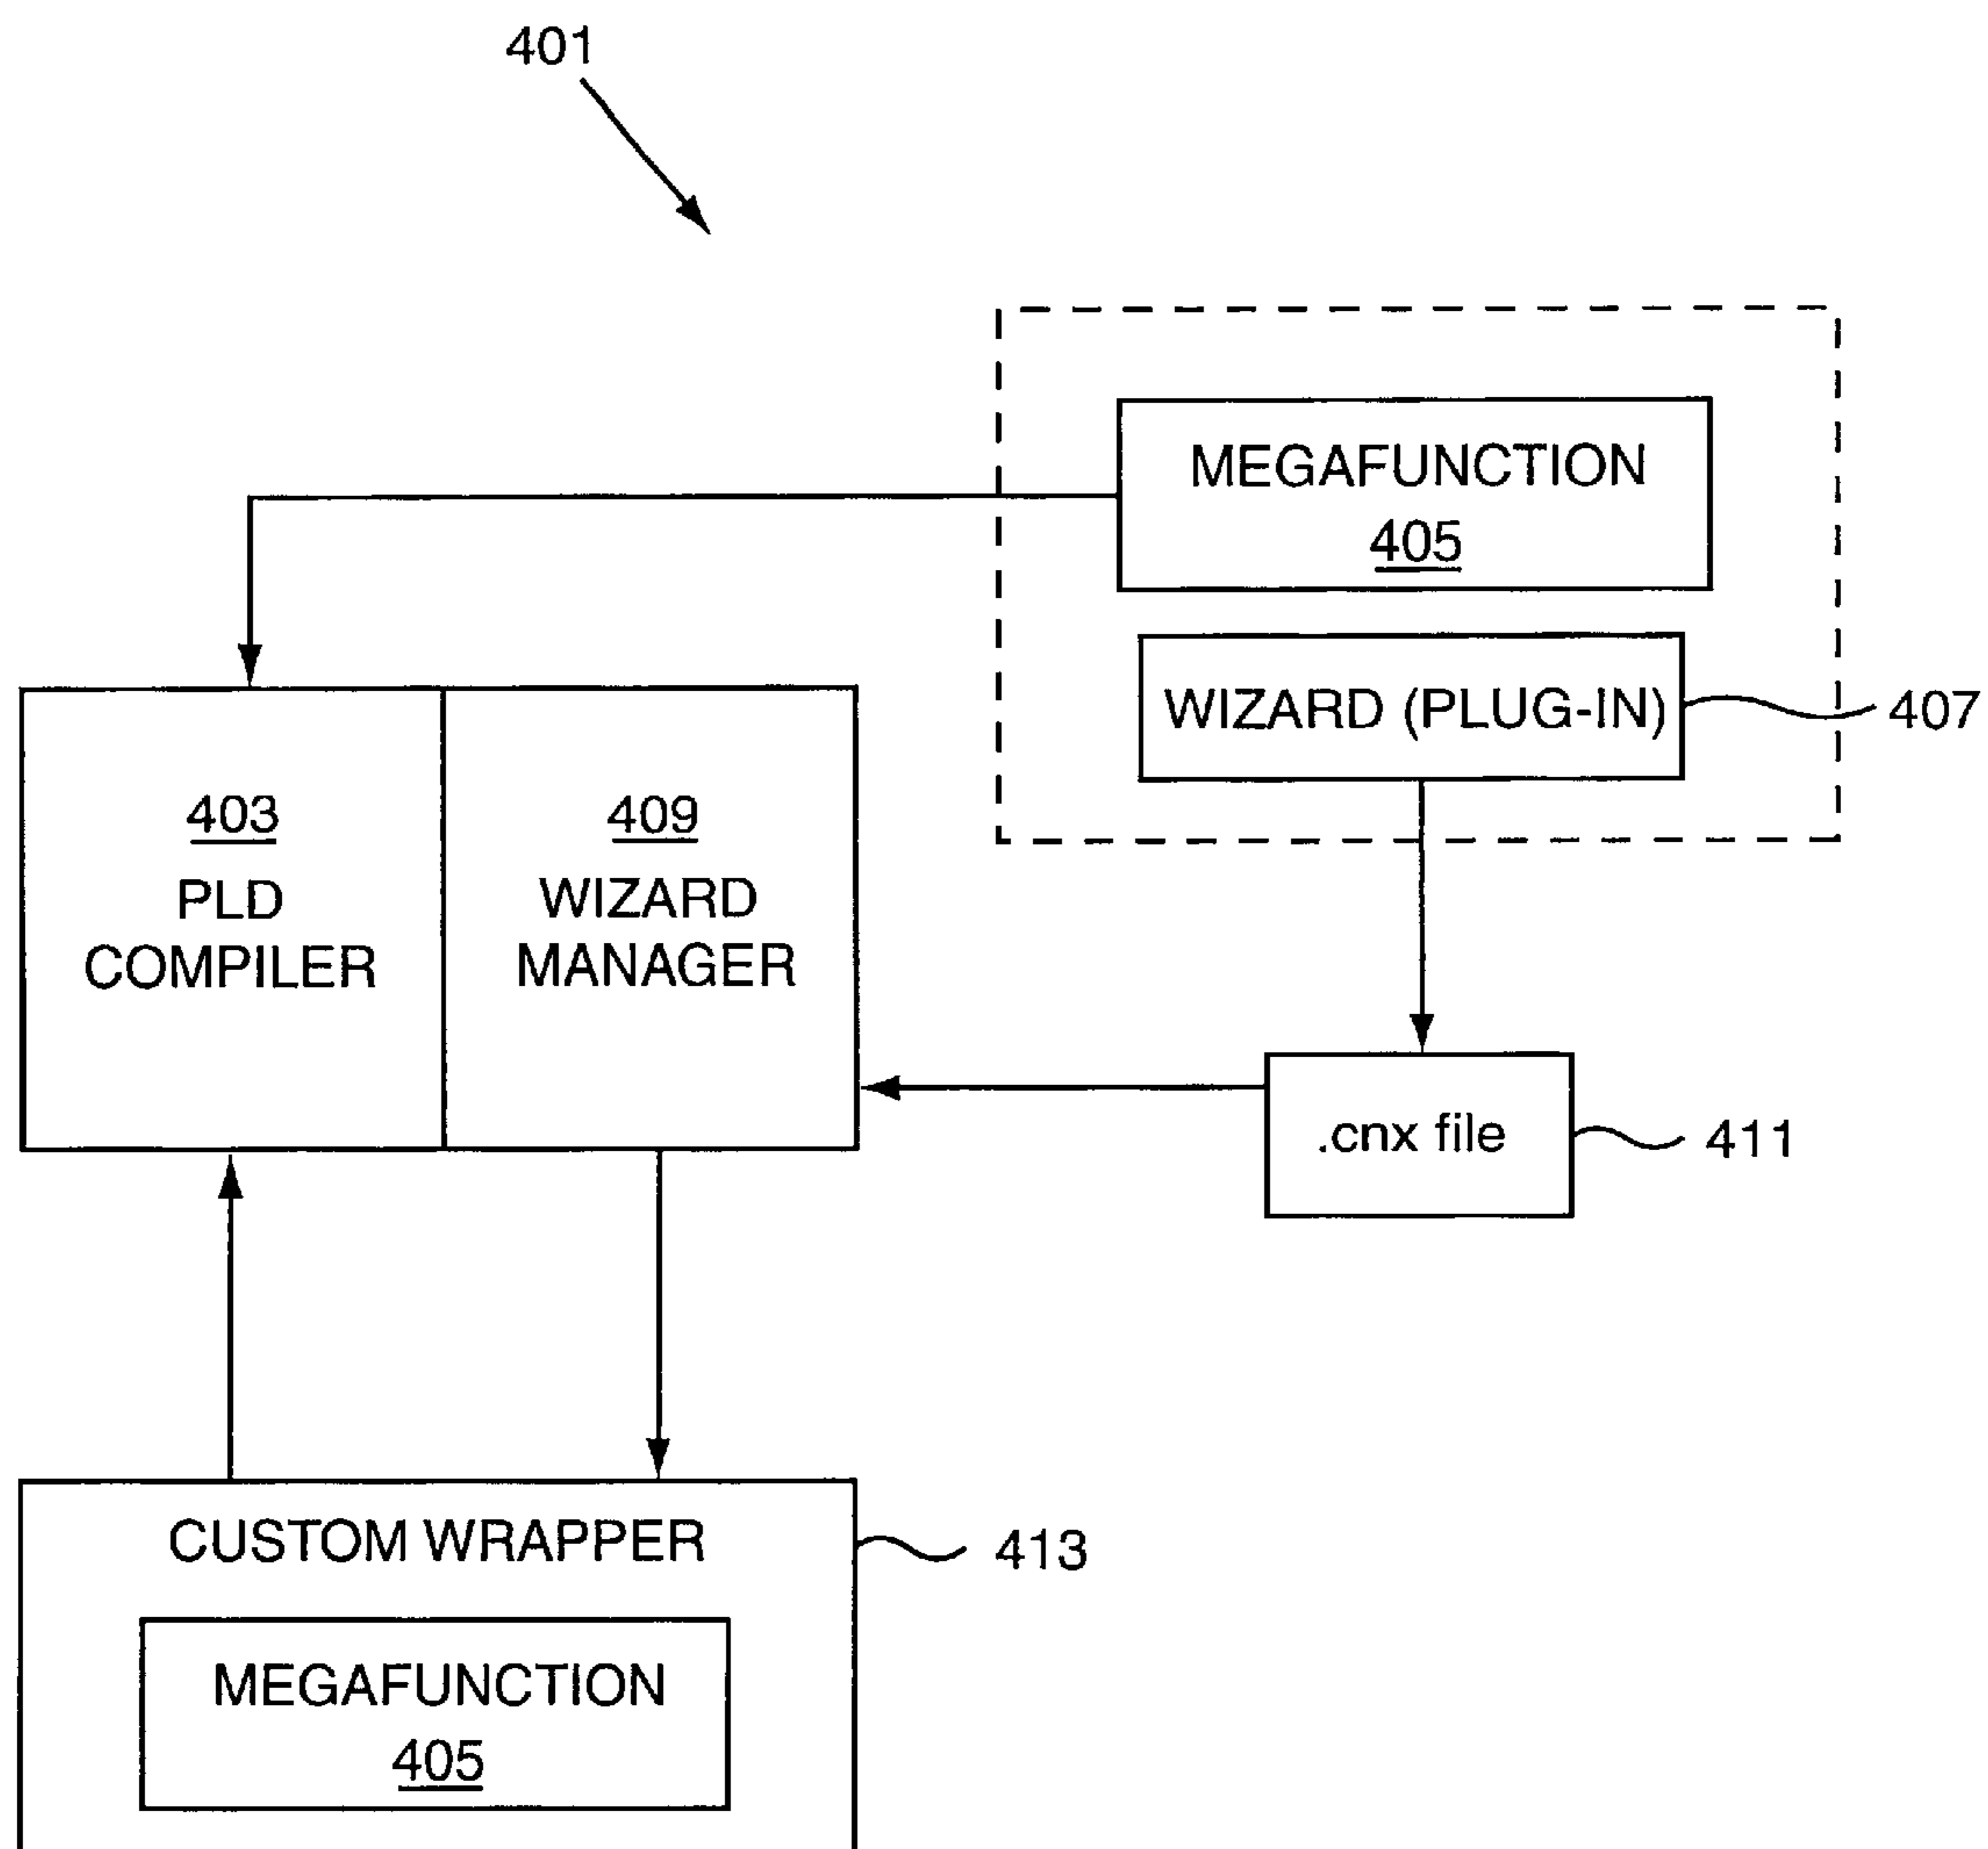 401
MEGAFUNCTION
405
WIZARD (PLUG-IN)
407
403
PLD
COMPILER
409
WIZARD
MANAGER
.cnx file
411
CUSTOM WRAPPER
413
MEGAFUNCTION
405